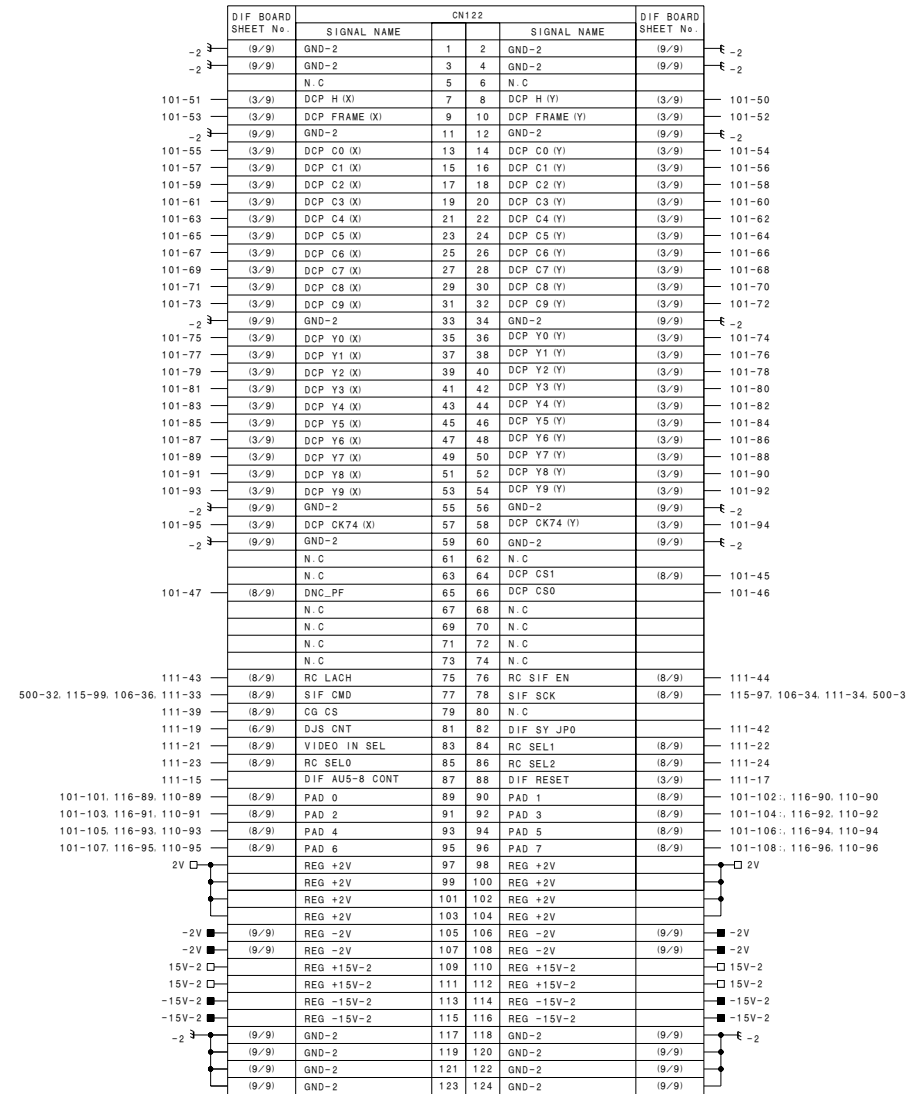 DIF BOARD SHEET No. CN122 DIF BOARD SHEET No.
SIGNAL NAME SIGNAL NAME
-2 (9/9) GND-2 1 2 GND-2 (9/9) -2
-2 (9/9) GND-2 3 4 GND-2 (9/9) -2
N.C 5 6 N.C
101-51 (3/9) DCP H (X) 7 8 DCP H (Y) (3/9) 101-50
101-53 (3/9) DCP FRAME (X) 9 10 DCP FRAME (Y) (3/9) 101-52
-2 (9/9) GND-2 11 12 GND-2 (9/9) -2
101-55 (3/9) DCP C0 (X) 13 14 DCP C0 (Y) (3/9) 101-54
101-57 (3/9) DCP C1 (X) 15 16 DCP C1 (Y) (3/9) 101-56
101-59 (3/9) DCP C2 (X) 17 18 DCP C2 (Y) (3/9) 101-58
101-61 (3/9) DCP C3 (X) 19 20 DCP C3 (Y) (3/9) 101-60
101-63 (3/9) DCP C4 (X) 21 22 DCP C4 (Y) (3/9) 101-62
101-65 (3/9) DCP C5 (X) 23 24 DCP C5 (Y) (3/9) 101-64
101-67 (3/9) DCP C6 (X) 25 26 DCP C6 (Y) (3/9) 101-66
101-69 (3/9) DCP C7 (X) 27 28 DCP C7 (Y) (3/9) 101-68
101-71 (3/9) DCP C8 (X) 29 30 DCP C8 (Y) (3/9) 101-70
101-73 (3/9) DCP C9 (X) 31 32 DCP C9 (Y) (3/9) 101-72
-2 (9/9) GND-2 33 34 GND-2 (9/9) -2
101-75 (3/9) DCP Y0 (X) 35 36 DCP Y0 (Y) (3/9) 101-74
101-77 (3/9) DCP Y1 (X) 37 38 DCP Y1 (Y) (3/9) 101-76
101-79 (3/9) DCP Y2 (X) 39 40 DCP Y2 (Y) (3/9) 101-78
101-81 (3/9) DCP Y3 (X) 41 42 DCP Y3 (Y) (3/9) 101-80
101-83 (3/9) DCP Y4 (X) 43 44 DCP Y4 (Y) (3/9) 101-82
101-85 (3/9) DCP Y5 (X) 45 46 DCP Y5 (Y) (3/9) 101-84
101-87 (3/9) DCP Y6 (X) 47 48 DCP Y6 (Y) (3/9) 101-86
101-89 (3/9) DCP Y7 (X) 49 50 DCP Y7 (Y) (3/9) 101-88
101-91 (3/9) DCP Y8 (X) 51 52 DCP Y8 (Y) (3/9) 101-90
101-93 (3/9) DCP Y9 (X) 53 54 DCP Y9 (Y) (3/9) 101-92
-2 (9/9) GND-2 55 56 GND-2 (9/9) -2
101-95 (3/9) DCP CK74 (X) 57 58 DCP CK74 (Y) (3/9) 101-94
-2 (9/9) GND-2 59 60 GND-2 (9/9) -2
N.C 61 62 N.C
N.C 63 64 DCP CS1 (8/9) 101-45
101-47 (8/9) DNC_PF 65 66 DCP CS0 101-46
N.C 67 68 N.C
N.C 69 70 N.C
N.C 71 72 N.C
N.C 73 74 N.C
111-43 (8/9) RC LACH 75 76 RC SIF EN (8/9) 111-44
500-32, 115-99, 106-36, 111-33 (8/9) SIF CMD 77 78 SIF SCK (8/9) 115-97, 106-34, 111-34, 500-3
111-39 (8/9) CG CS 79 80 N.C
111-19 (6/9) DJS CNT 81 82 DIF SY JP0 111-42
111-21 (8/9) VIDEO IN SEL 83 84 RC SEL1 (8/9) 111-22
111-23 (8/9) RC SEL0 85 86 RC SEL2 (8/9) 111-24
111-15 DIF AU5-8 CONT 87 88 DIF RESET (3/9) 111-17
101-101, 116-89, 110-89 (8/9) PAD 0 89 90 PAD 1 (8/9) 101-102:, 116-90, 110-90
101-103, 116-91, 110-91 (8/9) PAD 2 91 92 PAD 3 (8/9) 101-104:, 116-92, 110-92
101-105, 116-93, 110-93 (8/9) PAD 4 93 94 PAD 5 (8/9) 101-106:, 116-94, 110-94
101-107, 116-95, 110-95 (8/9) PAD 6 95 96 PAD 7 (8/9) 101-108:, 116-96, 110-96
2V REG +2V 97 98 REG +2V 2V
REG +2V 99 100 REG +2V
REG +2V 101 102 REG +2V
REG +2V 103 104 REG +2V
-2V (9/9) REG -2V 105 106 REG -2V (9/9) -2V
-2V (9/9) REG -2V 107 108 REG -2V (9/9) -2V
15V-2 REG +15V-2 109 110 REG +15V-2 15V-2
15V-2 REG +15V-2 111 112 REG +15V-2 15V-2
-15V-2 REG -15V-2 113 114 REG -15V-2 -15V-2
-15V-2 REG -15V-2 115 116 REG -15V-2 -15V-2
-2 (9/9) GND-2 117 118 GND-2 (9/9) -2
(9/9) GND-2 119 120 GND-2 (9/9)
(9/9) GND-2 121 122 GND-2 (9/9)
(9/9) GND-2 123 124 GND-2 (9/9)